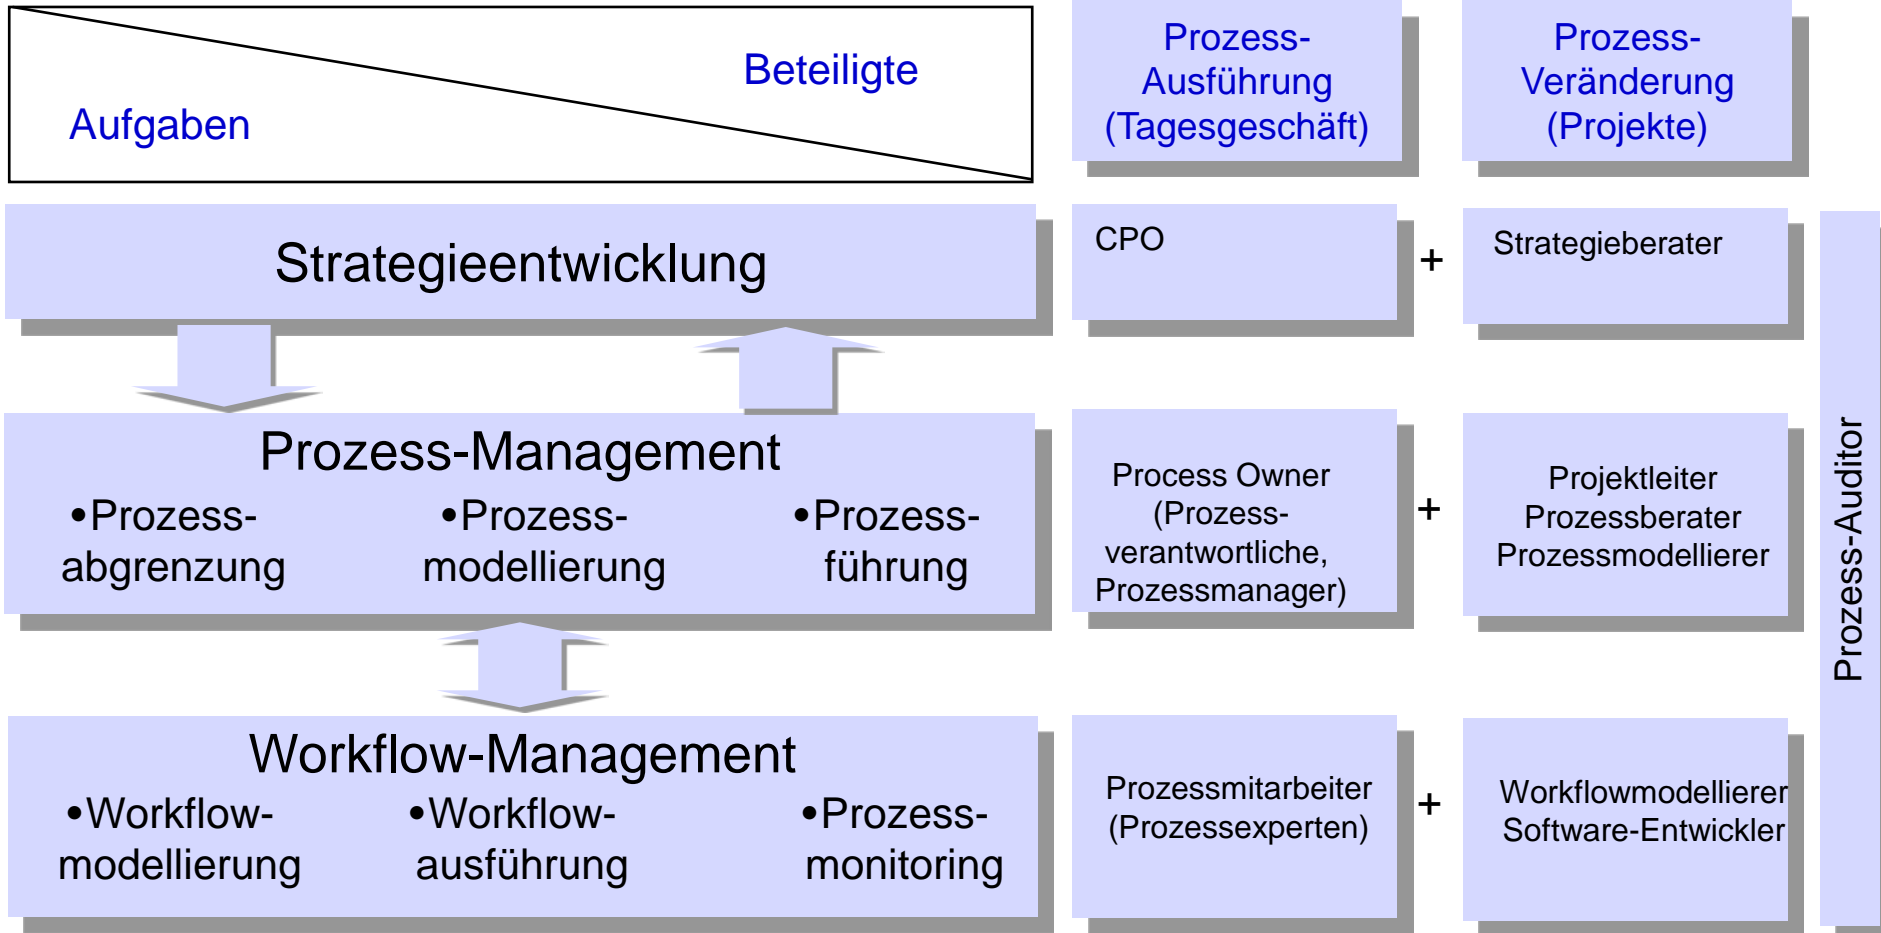 Beteiligte
Aufgaben
Prozess-
Ausführung
(Tagesgeschäft)
Prozess-
Veränderung
(Projekte)
Strategieentwicklung
CPO
+
Strategieberater
Prozess-Management
•Prozess-
abgrenzung
•Prozess-
modellierung
•Prozess-
führung
Process Owner
(Prozess-
verantwortliche,
Prozessmanager)
+
Projektleiter
Prozessberater
Prozessmodellierer
Workflow-Management
•Workflow-
modellierung
•Workflow-
ausführung
•Prozess-
monitoring
Prozessmitarbeiter
(Prozessexperten)
+
Workflowmodellierer
Software-Entwickler
Prozess-Auditor